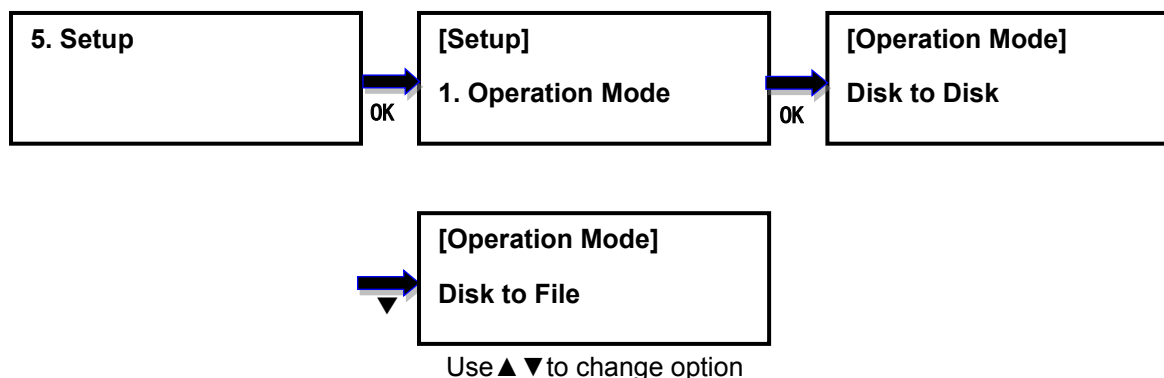 5. Setup
OK
[Setup]
1. Operation Mode
OK
[Operation Mode]
Disk to Disk
▼
[Operation Mode]
Disk to File
Use▲▼to change option